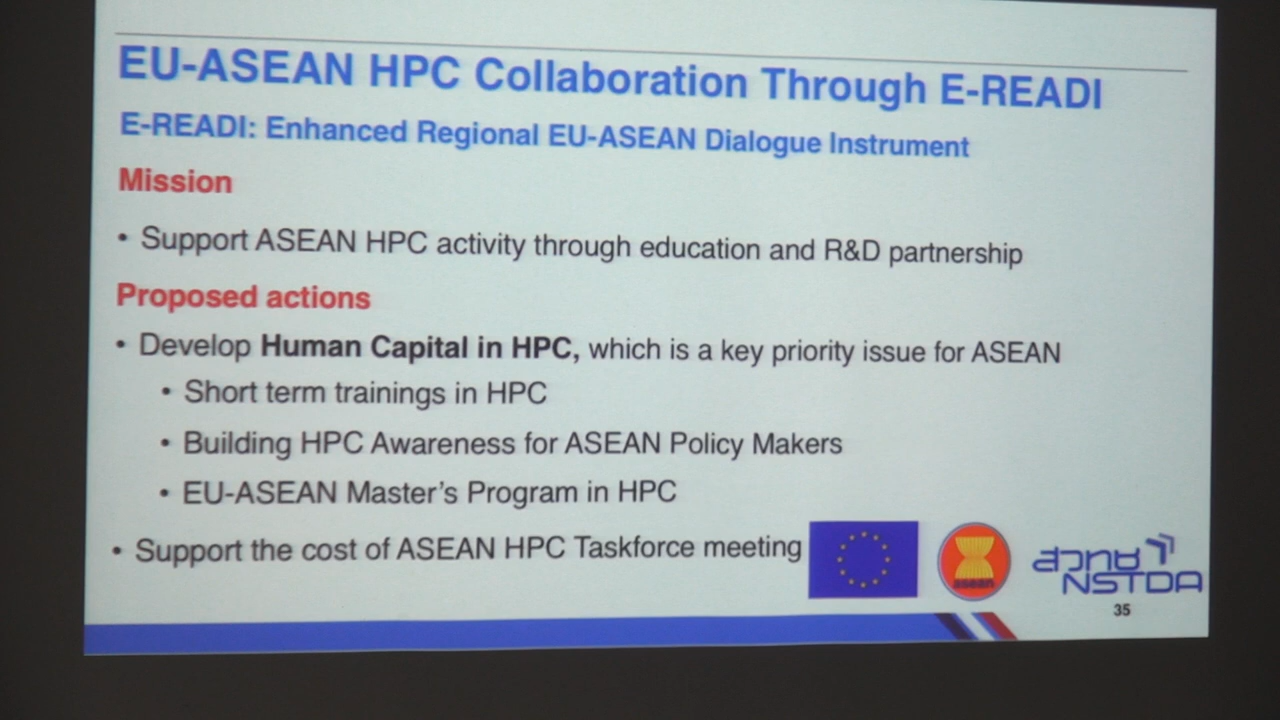 EU-ASEAN HPC Collaboration Through E-READI
E-READI: Enhanced Regional EU-ASEAN Dialogue Instrument
Mission
• Support ASEAN HPC activity through education and R&D partnership
Proposed actions
• Develop Human Capital in HPC, which is a key priority issue for ASEAN
• Short term trainings in HPC
• Building HPC Awareness for ASEAN Policy Makers
• EU-ASEAN Master's Program in HPC
• Support the cost of ASEAN HPC Taskforce meeting
asean
สวทช
NSTDA
35